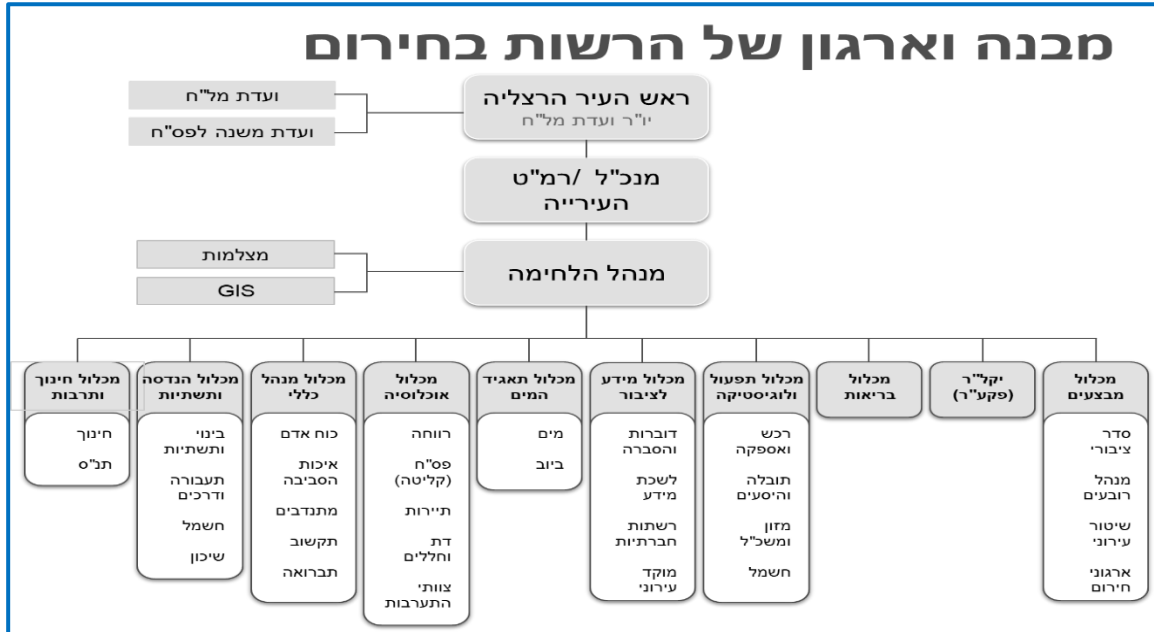 מבנה וארגון של הרשות בחירום
ראש העיר הרצליה
יו"ר ועדת מל"ח
ועדת מל"ח
ועדת משנה לפס"ח
מנכ"ל /רמ"ט
העירייה
מנהל הלחימה
מצלמות
GIS
מכלול
מבצעים
סדר
ציבורי
מנהל
רובעים
שיטור
עירוני
ארגוני
חירום
יקל"ר
(פקע"ר)
מכלול
בריאות
מכלול תפעול
ולוגיסטיקה
רכש
ואספקה
תובלה
והיסעים
מזון
ומשכ"ל
חשמל
מכלול מידע
לציבור
דוברות
והסברה
לשכת
מידע
רשתות
חברתיות
מוקד
עירוני
מכלול תאגיד
המים
מים
ביוב
מכלול
אוכלוסיה
רווחה
פס"ח
(קליטה)
תיירות
דת
וחללים
צוותי
התערבות
מכלול מנהל
כללי
כוח אדם
איכות
הסביבה
מתנדבים
תקשוב
תברואה
מכלול הנדסה
ותשתיות
בינוי
ותשתיות
תעבורה
ודרכים
חשמל
שיכון
מכלול חינוך
ותרבות
חינוך
תנ"ס